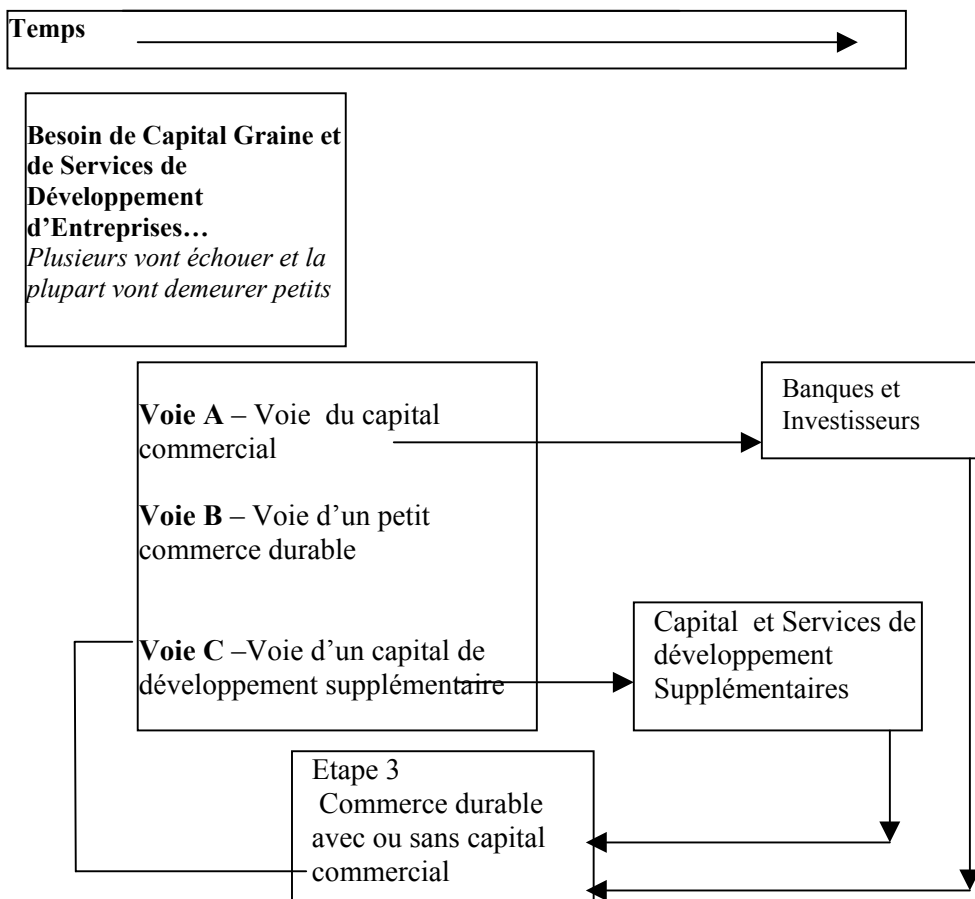 Temps
Besoin de Capital Graine et
de Services de
Développement
d’Entreprises…
Plusieurs vont échouer et la
plupart vont demeurer petits
Voie A – Voie du capital
commercial
Banques et
Investisseurs
Voie B – Voie d’un petit
commerce durable
Voie C –Voie d’un capital de
développement supplémentaire
Capital et Services de
développement
Supplémentaires
Etape 3
Commerce durable
avec ou sans capital
commercial